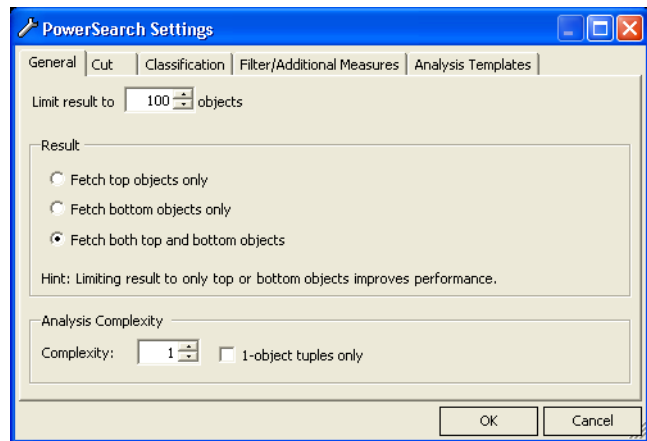 PowerSearch Settings
General Cut Classification Filter/Additional Measures Analysis Templates
Limit result to 100 objects
Result
Fetch top objects only
Fetch bottom objects only
Fetch both top and bottom objects
Hint: Limiting result to only top or bottom objects improves performance.
Analysis Complexity
Complexity: 1 1-object tuples only
OK Cancel